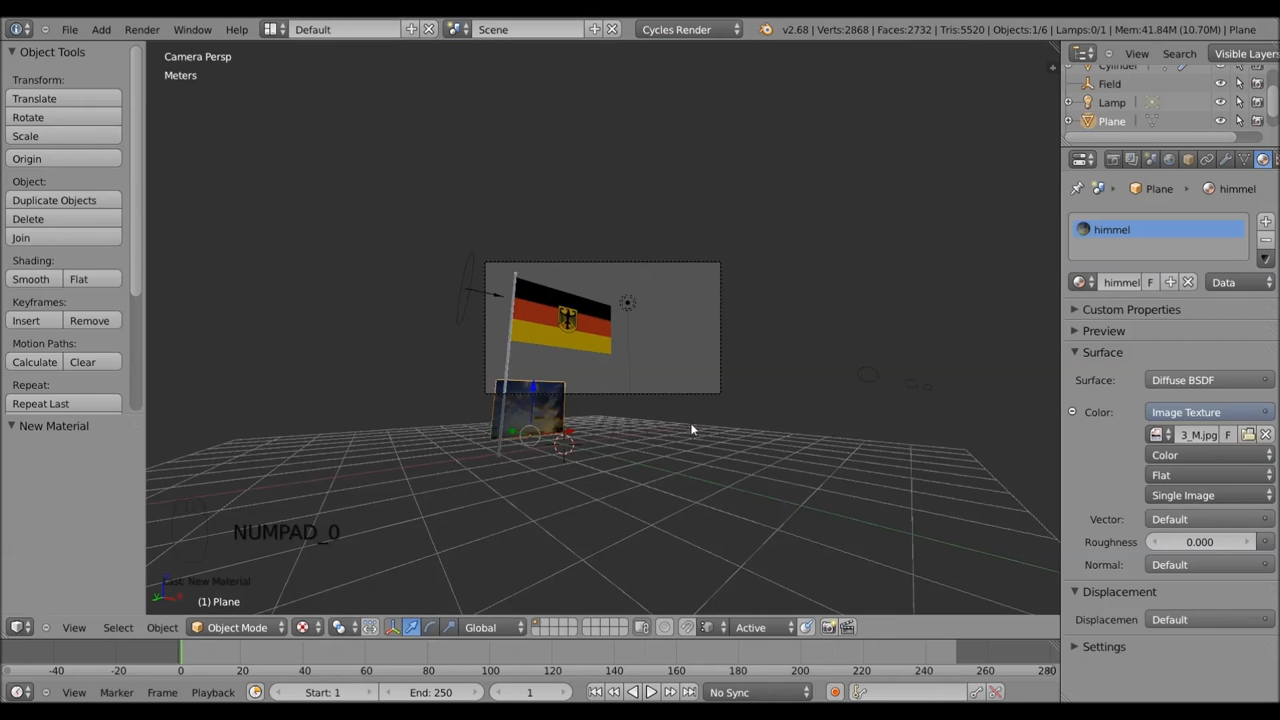 File Add Render Window Help Default Scene Cycles Render v2.68 | Verts:2868 | Faces:2732 | Tris:5520 | Objects:1/6 | Lamps:0/1 | Mem:41.84M (10.70M) | Plane
Object Tools
Transform:
Translate
Rotate
Scale
Origin
Object:
Duplicate Objects
Delete
Join
Shading:
Smooth Flat
Keyframes:
Insert Remove
Motion Paths:
Calculate Clear
Repeat:
Repeat Last
New Material
Camera Persp
Meters
NUMPAD_0
New Material
(1) Plane
View Search Visible Layers
Cylinder
Field
Lamp
Plane
Plane himmel
himmel
himmel F Data
Custom Properties
Preview
Surface
Surface: Diffuse BSDF
Color: Image Texture
3_M.jpg F
Color
Flat
Single Image
Vector: Default
Roughness 0.000
Normal: Default
Displacement
Displacemen Default
Settings
View Select Object Object Mode Global Active
-40 -20 0 20 40 60 80 100 120 140 160 180 200 220 240 260 280
View Marker Frame Playback Start: 1 End: 250 1 No Sync